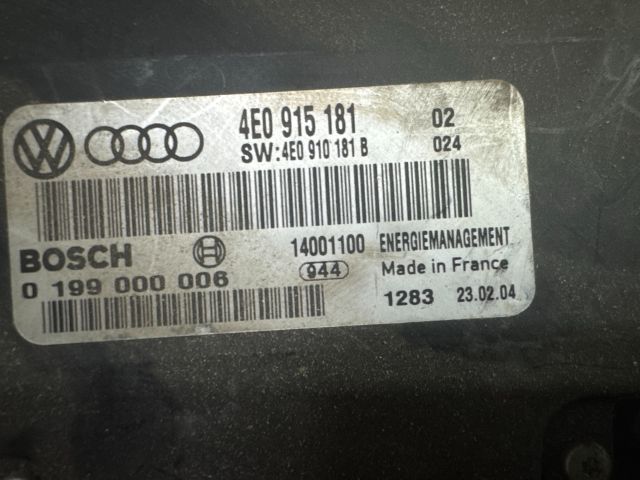 4E0 915 181 02
SW:4E0 910 181 B 024
BOSCH 14001100 ENERGIEMANAGEMENT
0 199 000 006 944 Made in France
1283 23.02.04